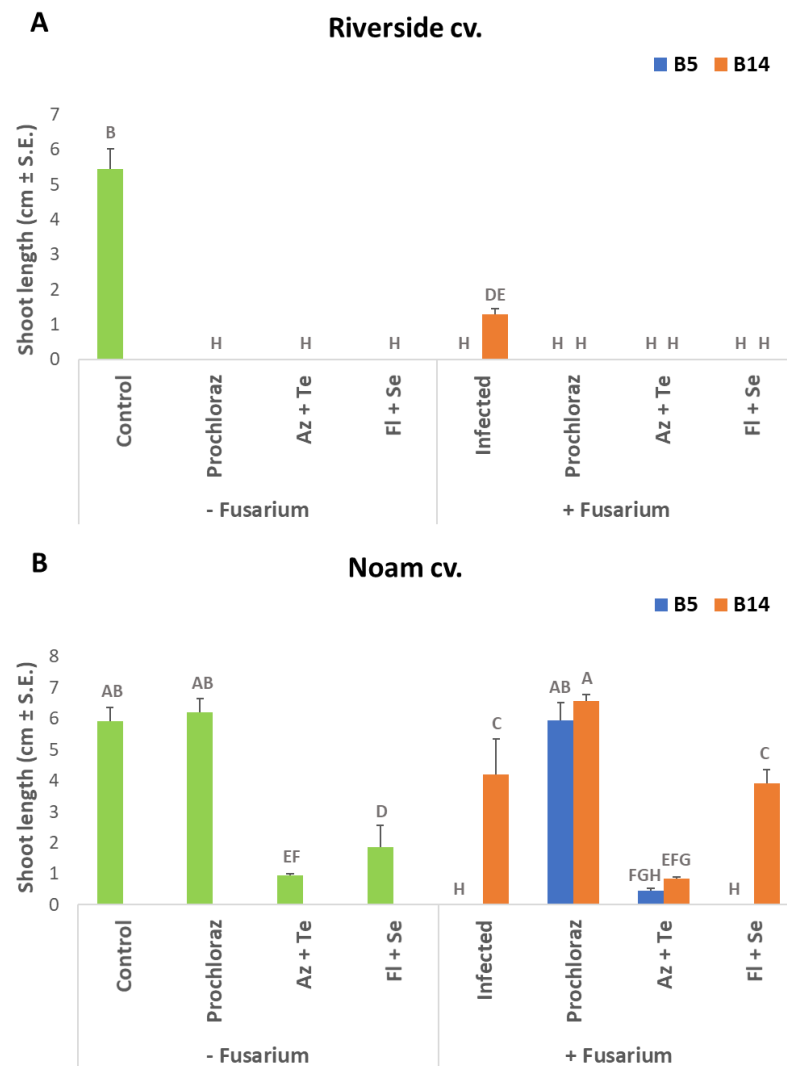 A
Riverside cv.
B5 B14
Shoot length (cm ± S.E.)
7
6
5
4
3
2
1
0
B
H
H
H
H
DE
H H
H H
H H
Control
Prochloraz
Az + Te
Fl + Se
Infected
Prochloraz
Az + Te
Fl + Se
- Fusarium
+ Fusarium
B
Noam cv.
B5 B14
Shoot length (cm ± S.E.)
8
7
6
5
4
3
2
1
0
AB
AB
EF
D
H
C
AB
A
FGH
EFG
H
C
Control
Prochloraz
Az + Te
Fl + Se
Infected
Prochloraz
Az + Te
Fl + Se
- Fusarium
+ Fusarium